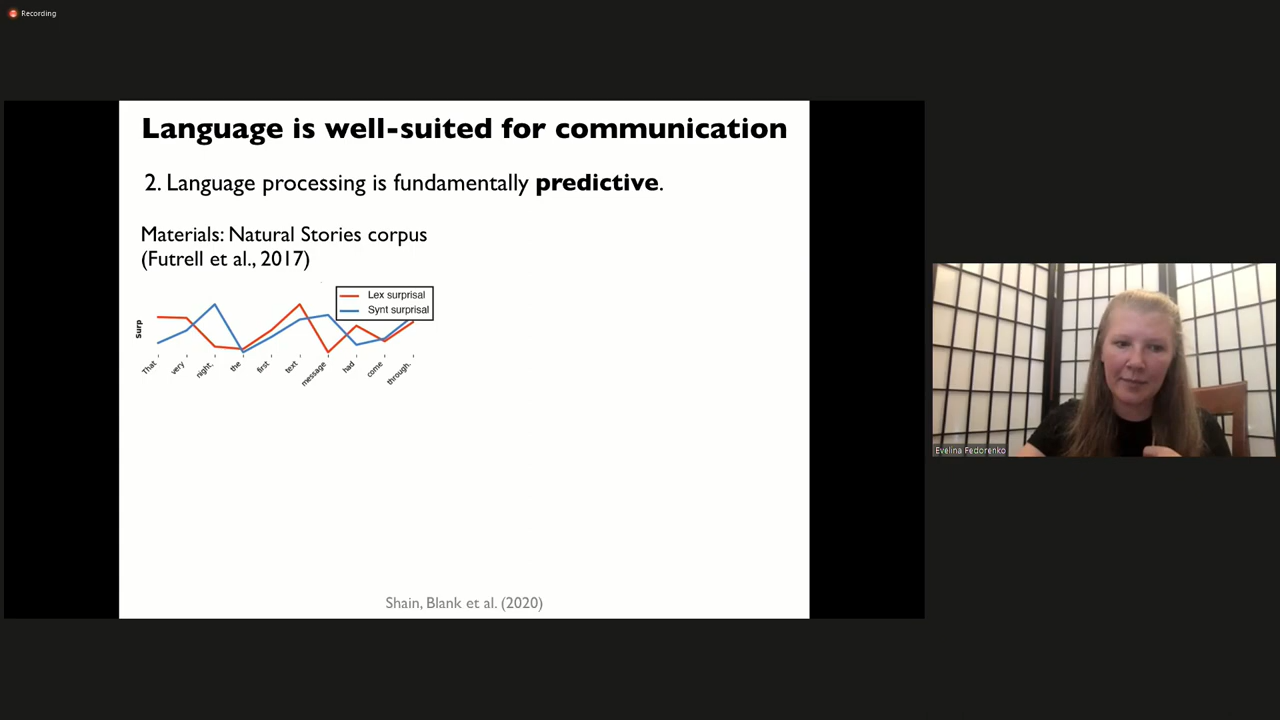 Recording
Language is well-suited for communication
2. Language processing is fundamentally predictive.
Materials: Natural Stories corpus
(Futrell et al., 2017)
Lex surprisal
Synt surprisal
Surp
That very night, the first text message had come through.
Shain, Blank et al. (2020)
Evelina Fedorenko